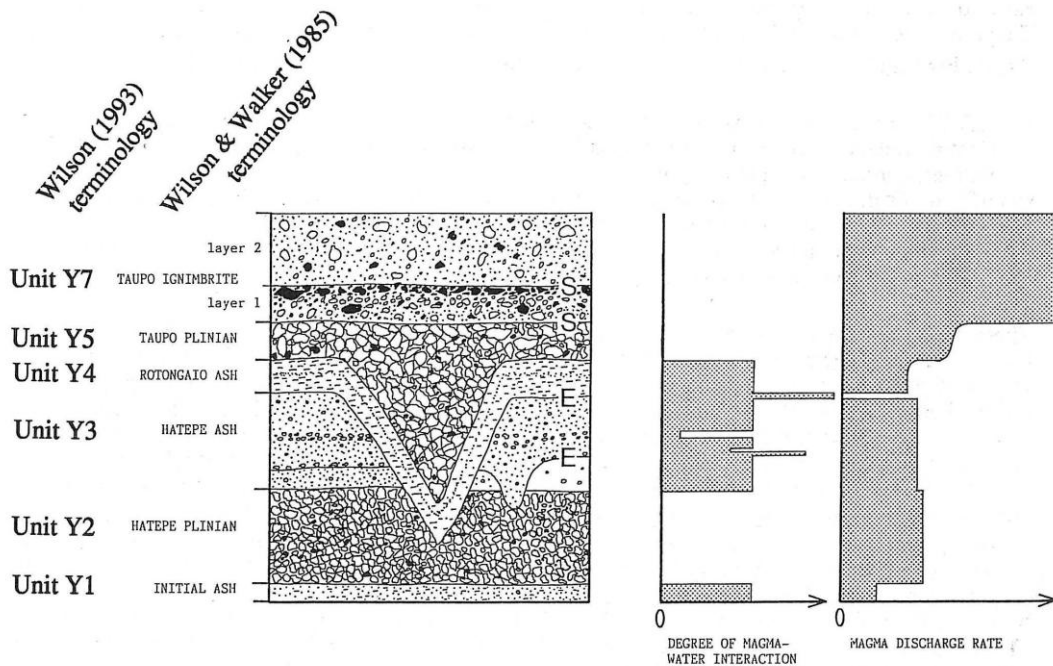 Wilson (1993)
terminology
Wilson & Walker (1985)
terminology
layer 2
Unit Y7 TAUPO IGNIMBRITE
layer 1
Unit Y5 TAUPO PLINIAN
Unit Y4 ROTONGAIO ASH
Unit Y3 HATEPE ASH
Unit Y2 HATEPE PLINIAN
Unit Y1 INITIAL ASH
S
S
E
E
0
DEGREE OF MAGMA-
WATER INTERACTION
0
MAGMA DISCHARGE RATE